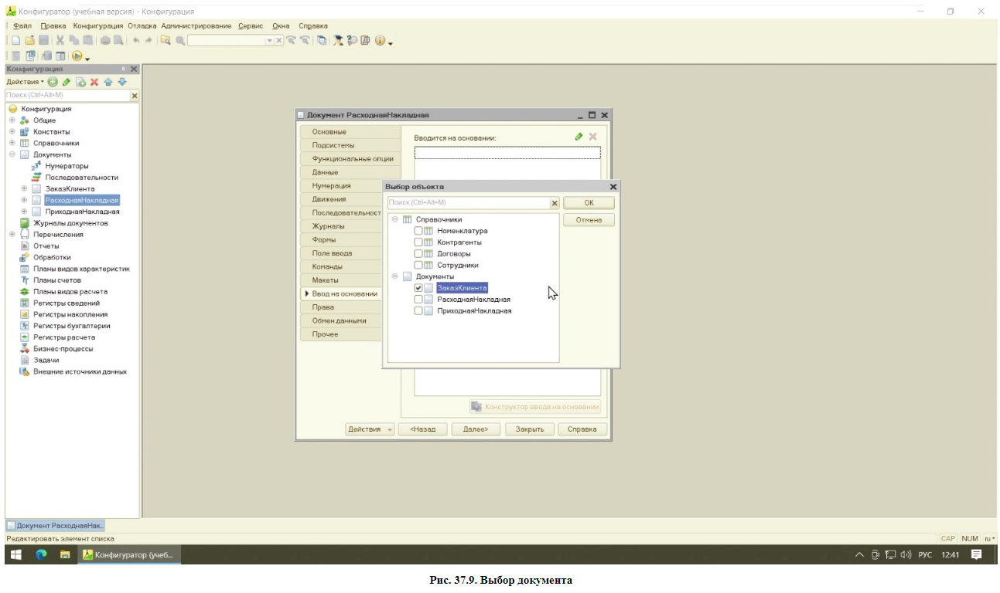 Конфигуратор (учебная версия) - Конфигурация
Файл Правка Конфигурация Отладка Администрирование Сервис Окна Справка
Конфигурация
Действия
Поиск (Ctrl+Alt+M)
Конфигурация
Общие
Константы
Справочники
Документы
Нумераторы
Последовательности
ЗаказКлиента
РасходнаяНакладная
ПриходнаяНакладная
Журналы документов
Перечисления
Отчеты
Обработки
Планы видов характеристик
Планы счетов
Планы видов расчета
Регистры сведений
Регистры накопления
Регистры бухгалтерии
Регистры расчета
Бизнес-процессы
Задачи
Внешние источники данных
Документ РасходнаяНакладная
Основные
Подсистемы
Функциональные опции
Данные
Нумерация
Движения
Последовательност
Журналы
Формы
Поле ввода
Команды
Макеты
Ввод на основании
Права
Обмен данными
Прочее
Вводится на основании:
Выбор объекта
Поиск (Ctrl+Alt+M)
ОК
Отмена
Справочники
Номенклатура
Контрагенты
Договоры
Сотрудники
Документы
ЗаказКлиента
РасходнаяНакладная
ПриходнаяНакладная
Конструктор ввода на основании
Действия <Назад Далее> Закрыть Справка
Документ РасходнаяНак..
Редактировать элемент списка
CAP NUM ru
Конфигуратор (учеб...
РУС 12:41
Рис. 37.9. Выбор документа